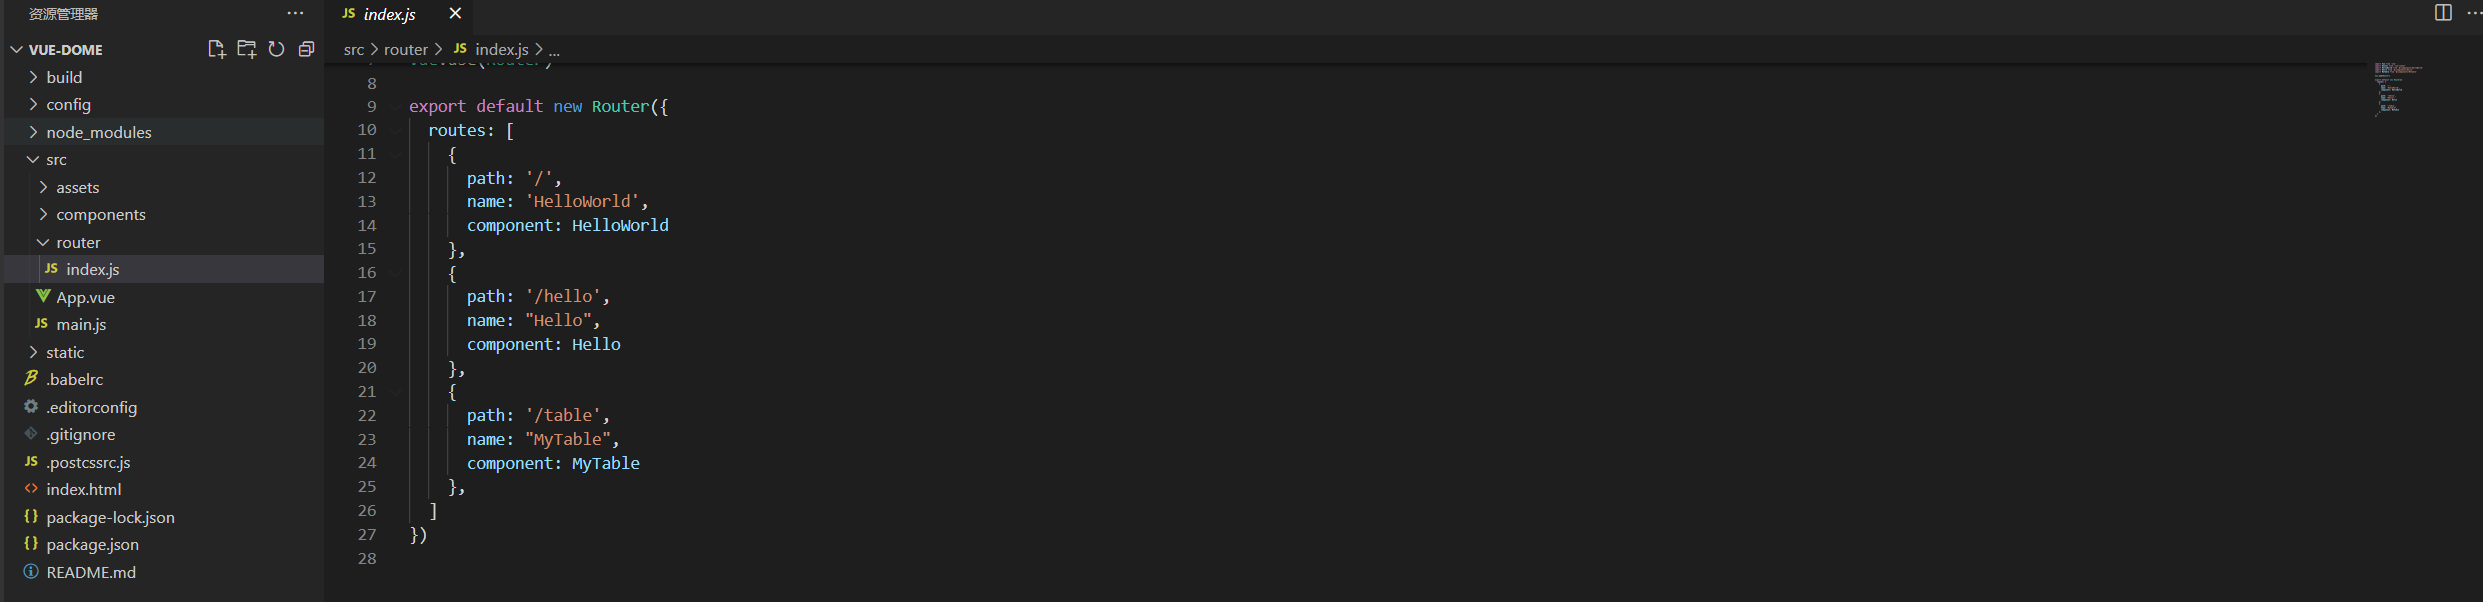 资源管理器
VUE-DOME
build
config
node_modules
src
assets
components
router
JS index.js
App.vue
JS main.js
static
.babelrc
.editorconfig
.gitignore
JS .postcssrc.js
index.html
{} package-lock.json
{} package.json
README.md
JS index.js
src > router > JS index.js > ...
8
9 export default new Router({
10 routes: [
11 {
12 path: '/',
13 name: 'HelloWorld',
14 component: HelloWorld
15 },
16 {
17 path: '/hello',
18 name: "Hello",
19 component: Hello
20 },
21 {
22 path: '/table',
23 name: "MyTable",
24 component: MyTable
25 },
26 ]
27 })
28